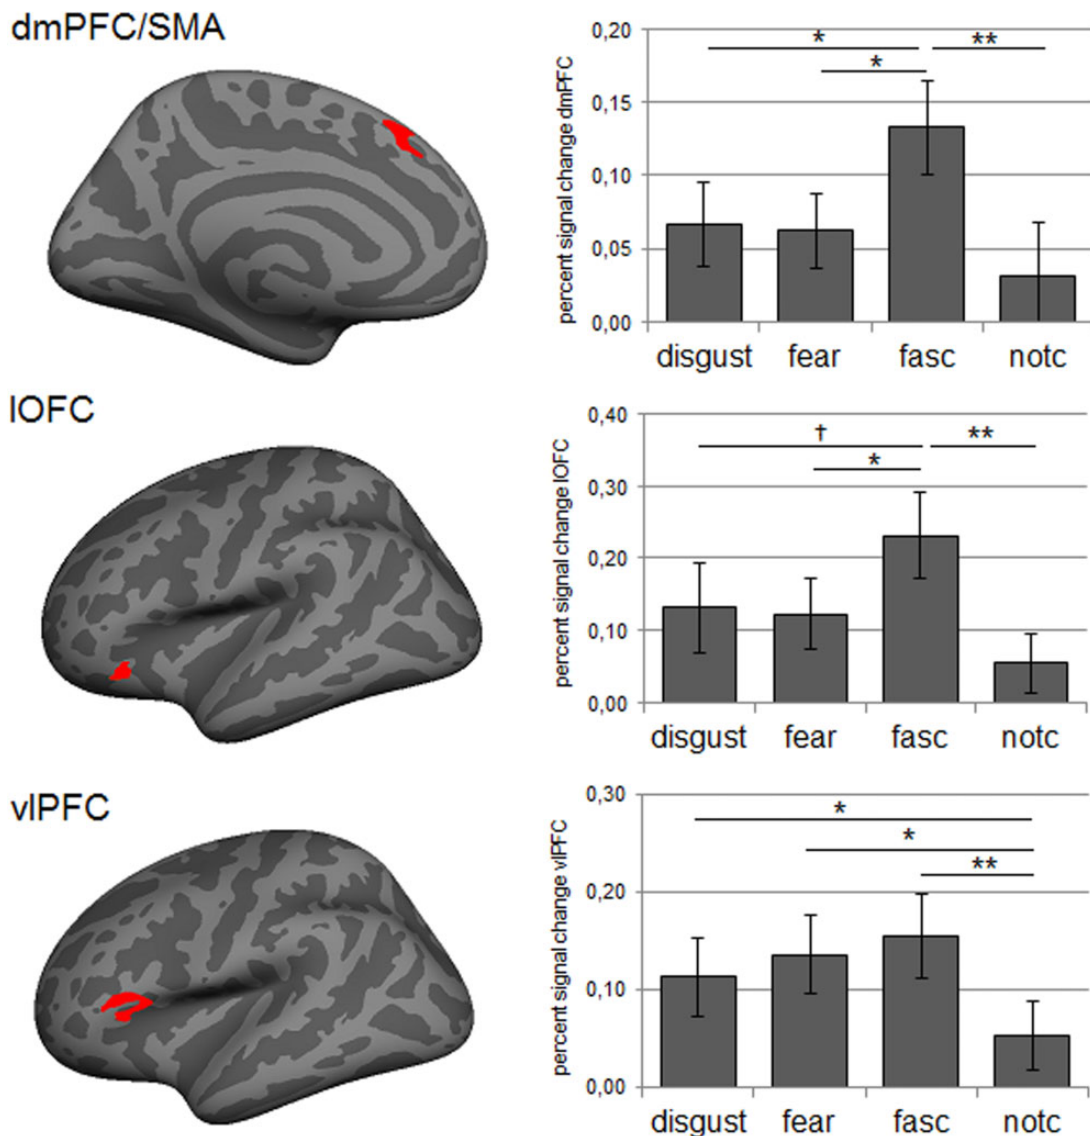 dmPFC/SMA
percent signal change dmPFC
0,20
0,15
0,10
0,05
0,00
* **
*
disgust fear fasc notc
lOFC
percent signal change lOFC
0,40
0,30
0,20
0,10
0,00
† **
*
disgust fear fasc notc
vlPFC
percent signal change vlPFC
0,30
0,20
0,10
0,00
*
*
**
disgust fear fasc notc